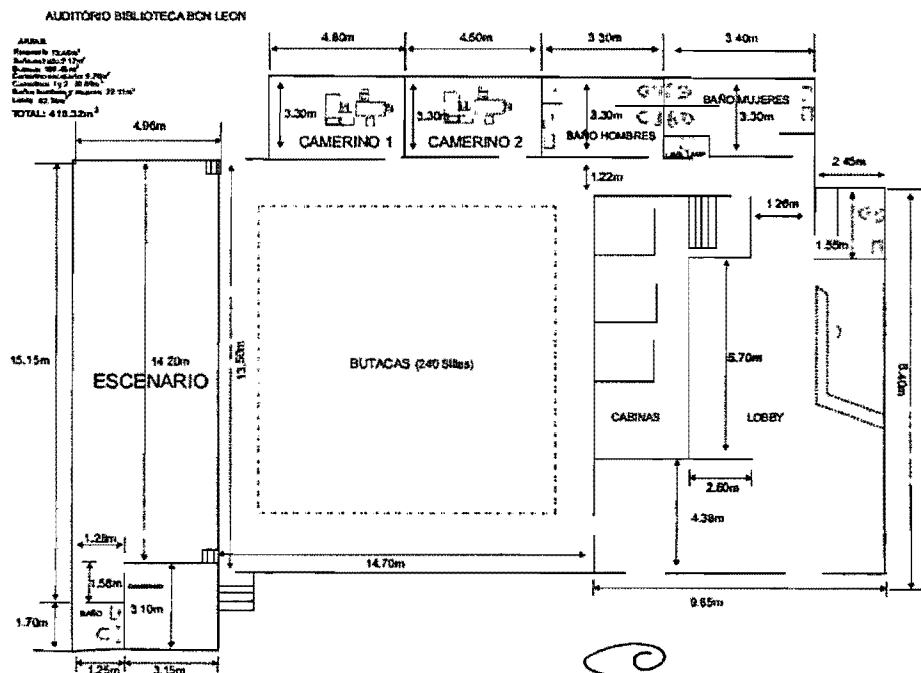 AUDITÓRIO BIBLIOTECA BCN LEON
AREAS
TOTAL: 418.32m²
4.80m
4.50m
3.30m
3.40m
3.30m
CAMERINO 1
3.30m
CAMERINO 2
3.30m
BAÑO HOMBRES
BAÑO MUJERES
3.30m
4.96m
1.22m
2.45m
1.26m
1.55m
15.15m
14.20m
ESCENARIO
13.50m
BUTACAS (240 Sillas)
5.70m
8.40m
CABINAS
LOBBY
2.60m
4.38m
1.28m
14.70m
1.58m
3.10m
9.65m
BAÑO
1.70m
1.25m
3.15m